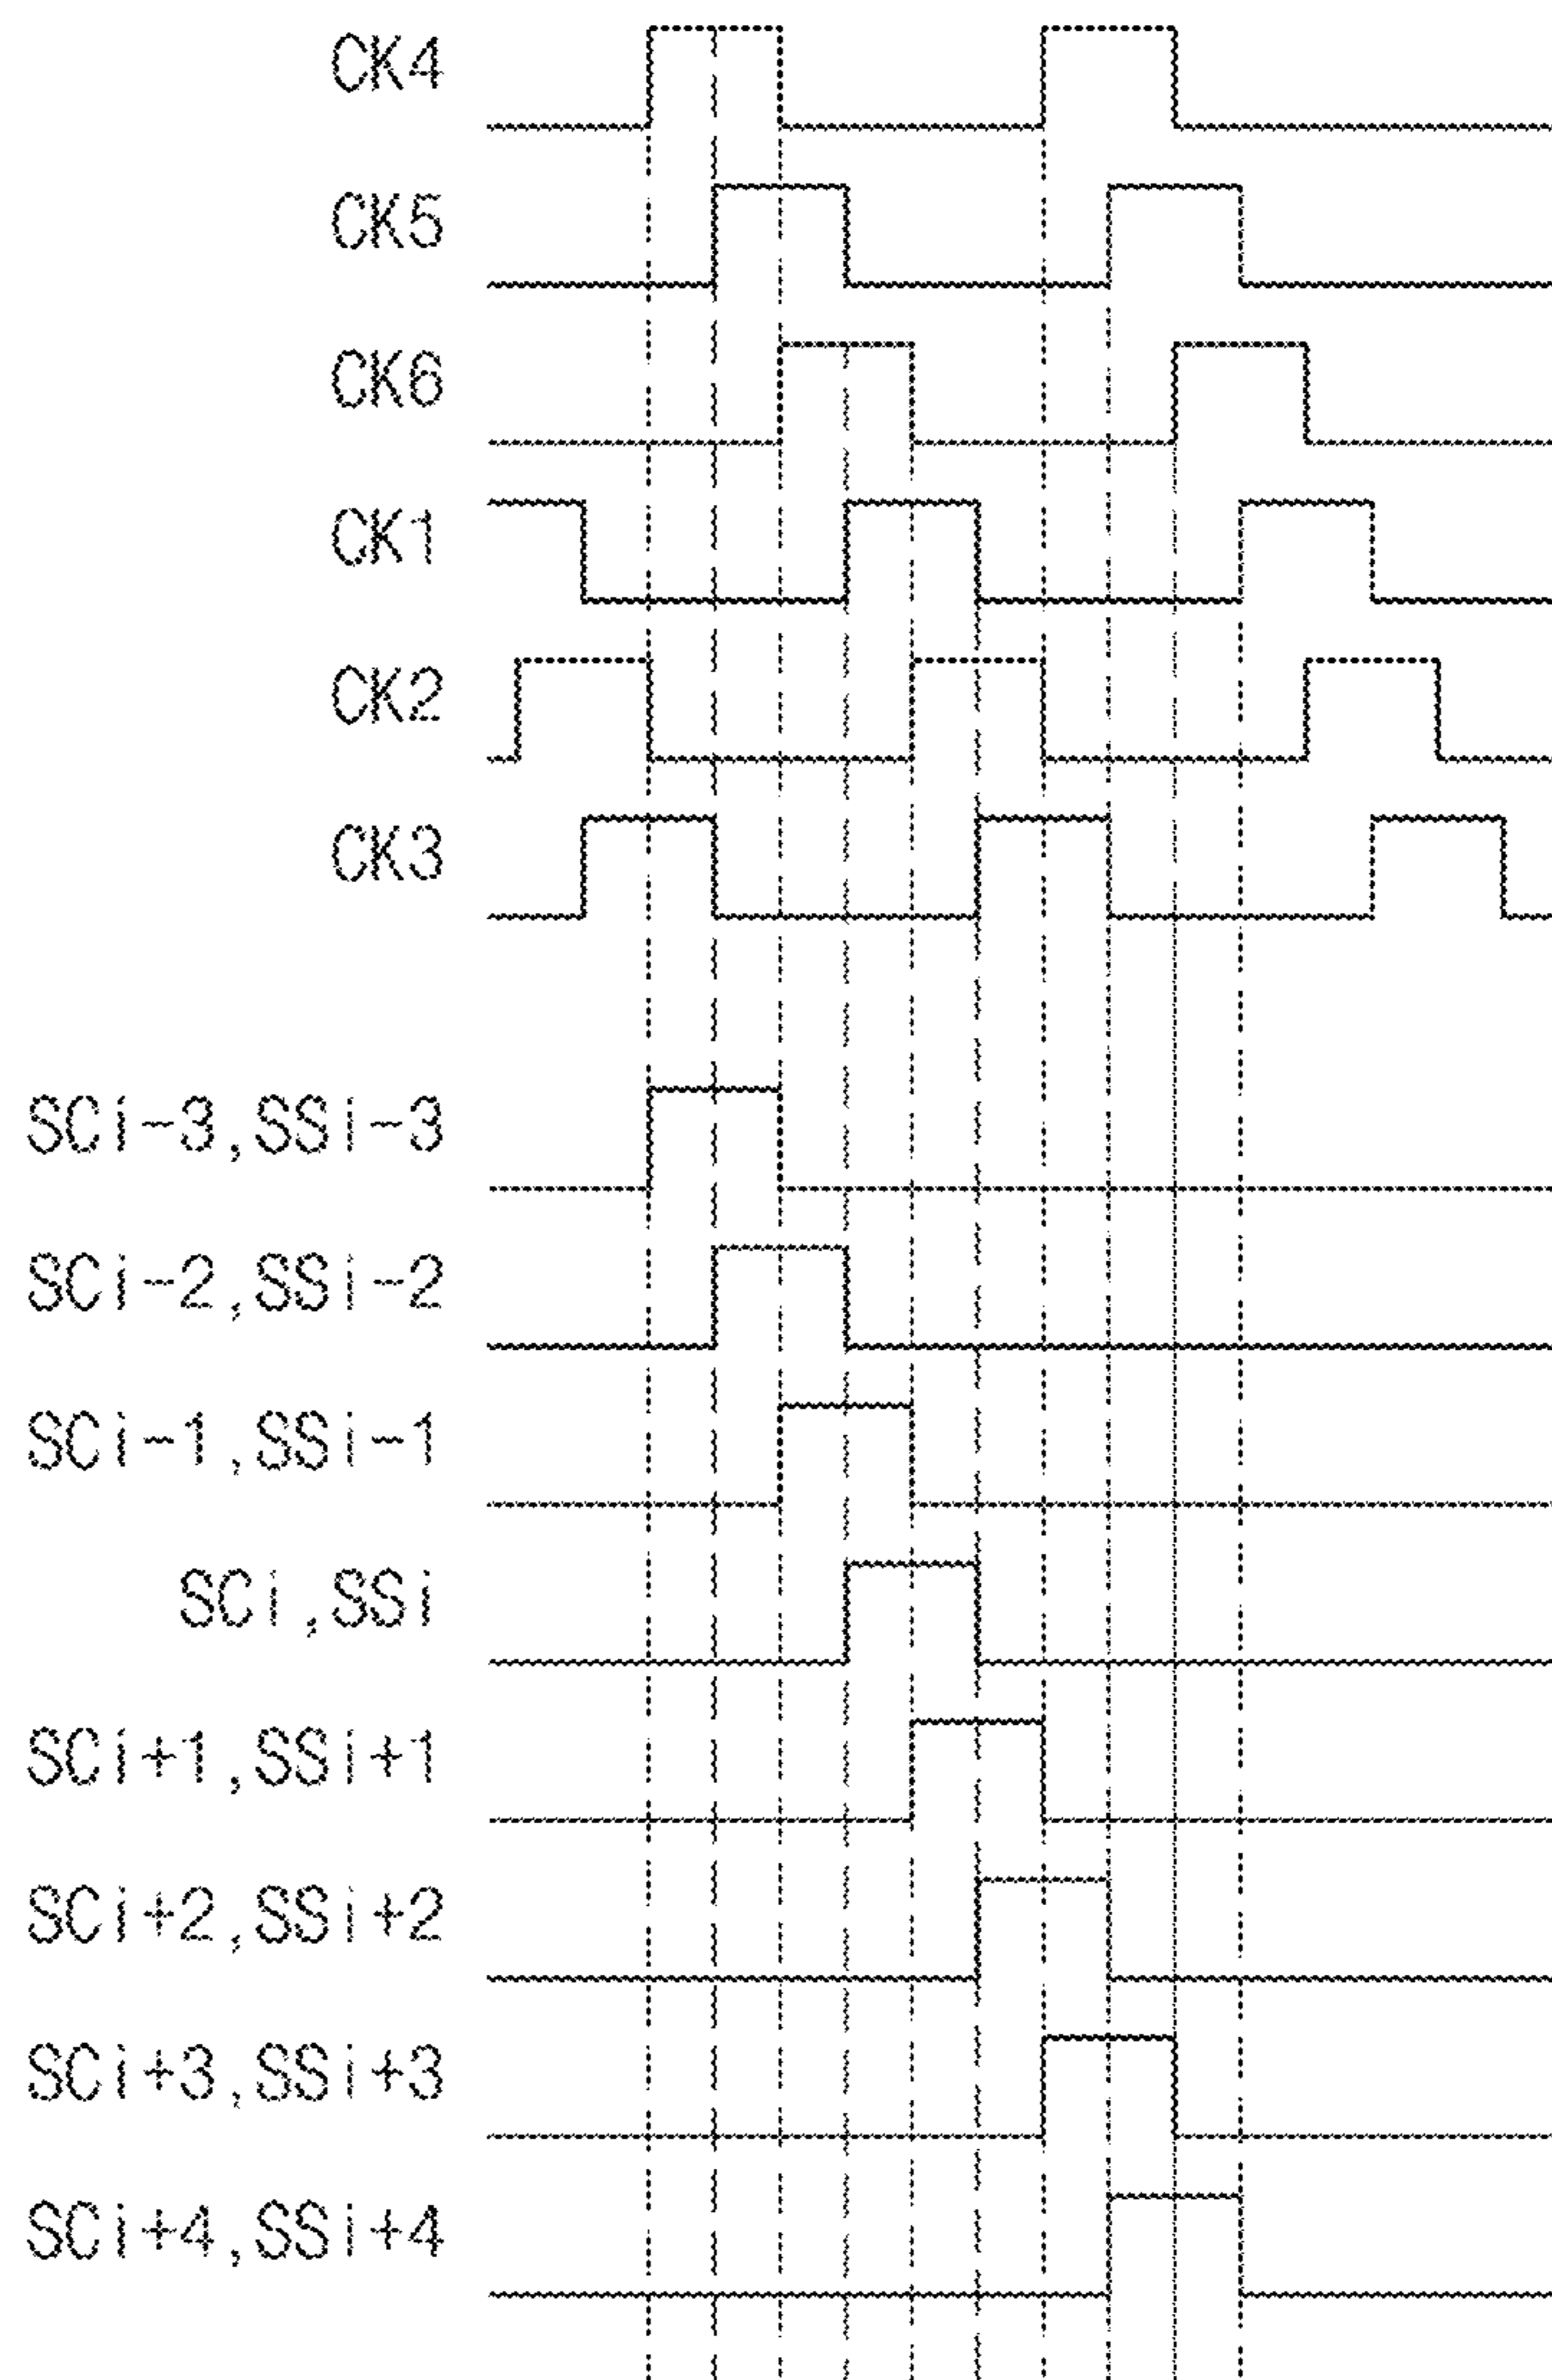 CK4
CK5
CK6
CK1
CK2
CK3
SCi-3,SSi-3
SCi-2,SSi-2
SCi-1,SSi-1
SCi,SSi
SCi+1,SSi+1
SCi+2,SSi+2
SCi+3,SSi+3
SCi+4,SSi+4